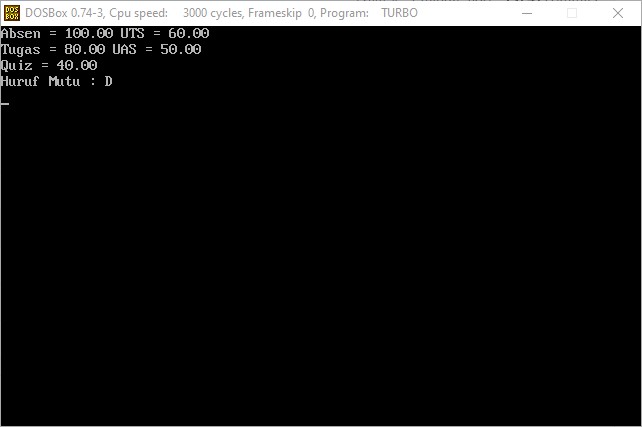 DOSBox 0.74-3, Cpu speed: 3000 cycles, Frameskip 0, Program: TURBO
Absen = 100.00 UTS = 60.00
Tugas = 80.00 UAS = 50.00
Quiz = 40.00
Huruf Mutu : D